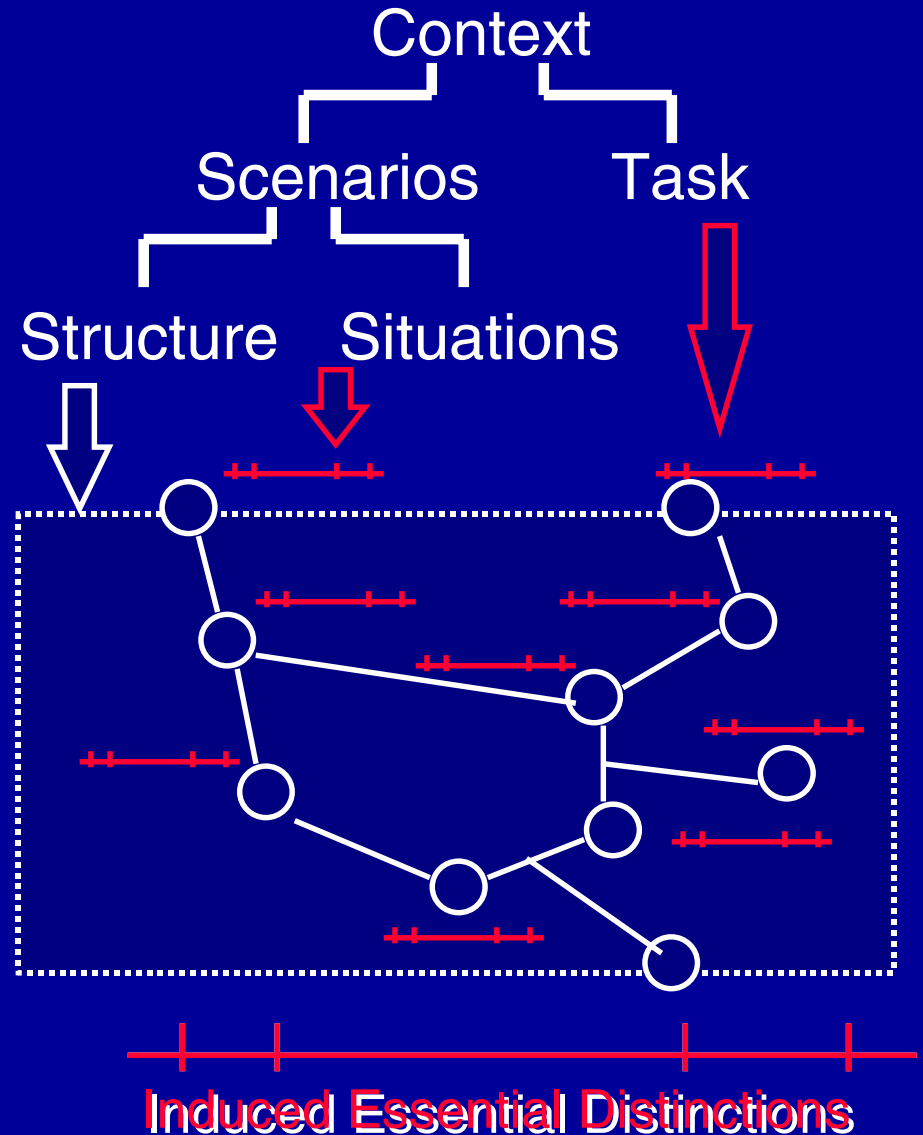 Context
Scenarios Task
Structure Situations
Induced Essential Distinctions